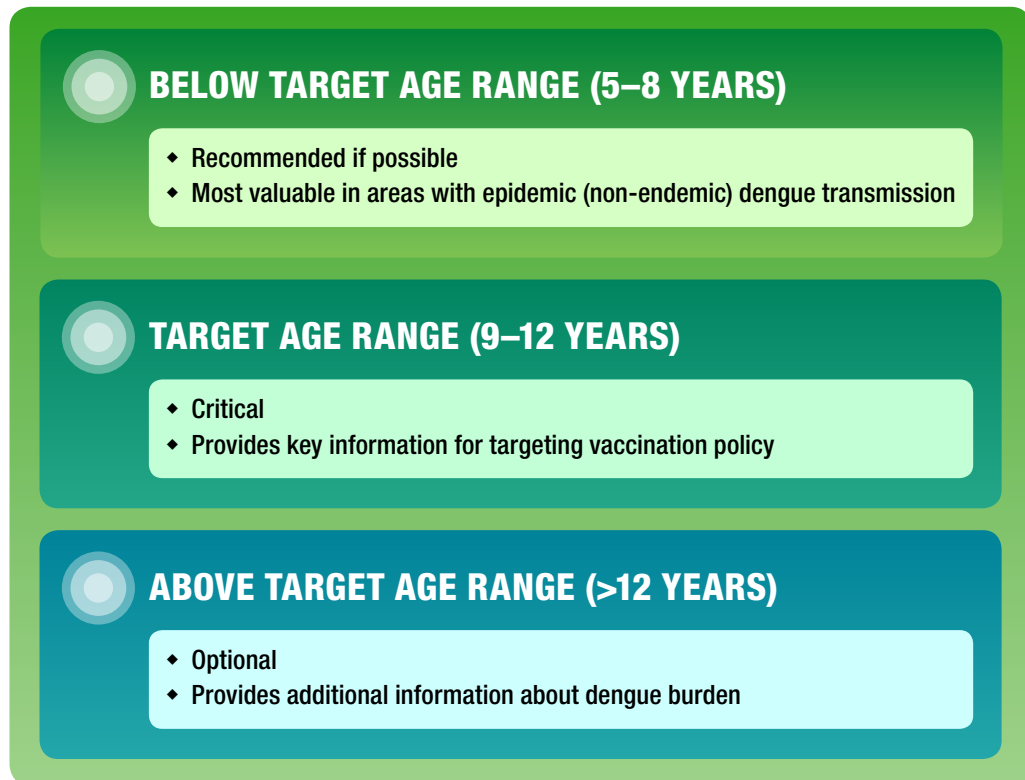 BELOW TARGET AGE RANGE (5–8 YEARS)
◆ Recommended if possible
◆ Most valuable in areas with epidemic (non-endemic) dengue transmission
TARGET AGE RANGE (9–12 YEARS)
◆ Critical
◆ Provides key information for targeting vaccination policy
ABOVE TARGET AGE RANGE (>12 YEARS)
◆ Optional
◆ Provides additional information about dengue burden